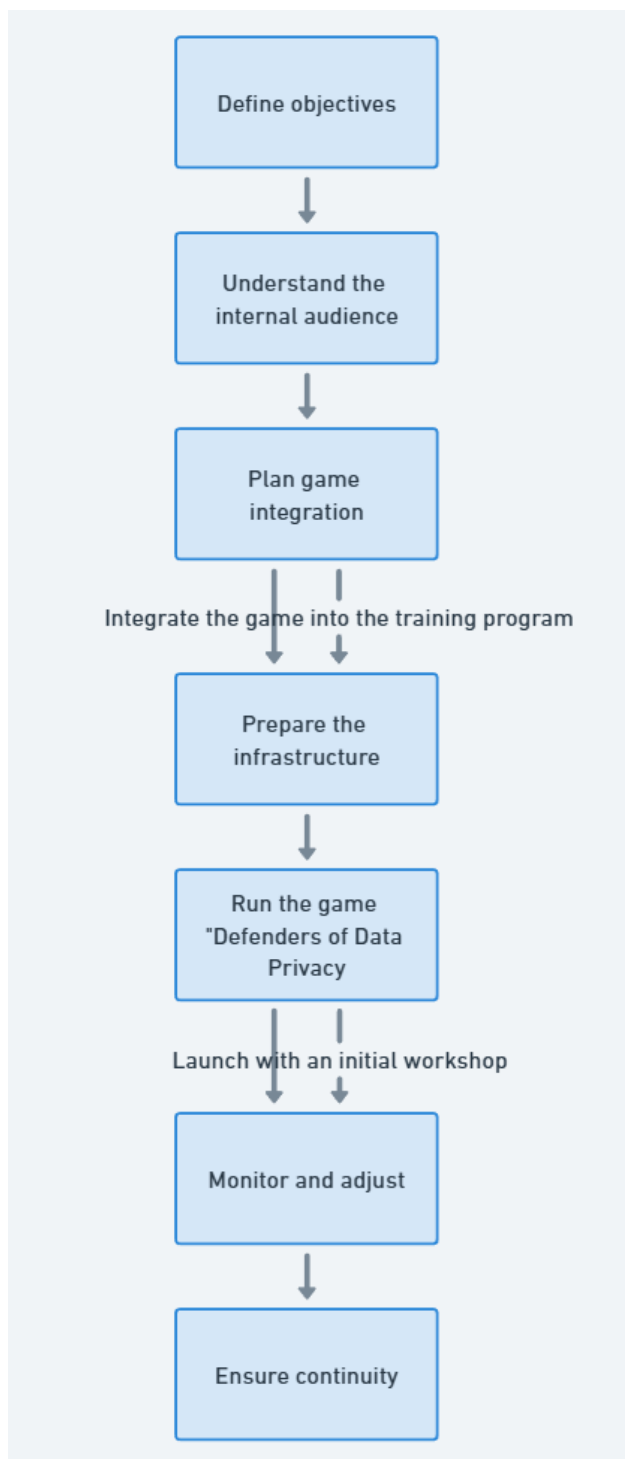 Define objectives
Understand the
internal audience
Plan game
integration
Integrate the game into the training program
Prepare the
infrastructure
Run the game
"Defenders of Data
Privacy
Launch with an initial workshop
Monitor and adjust
Ensure continuity